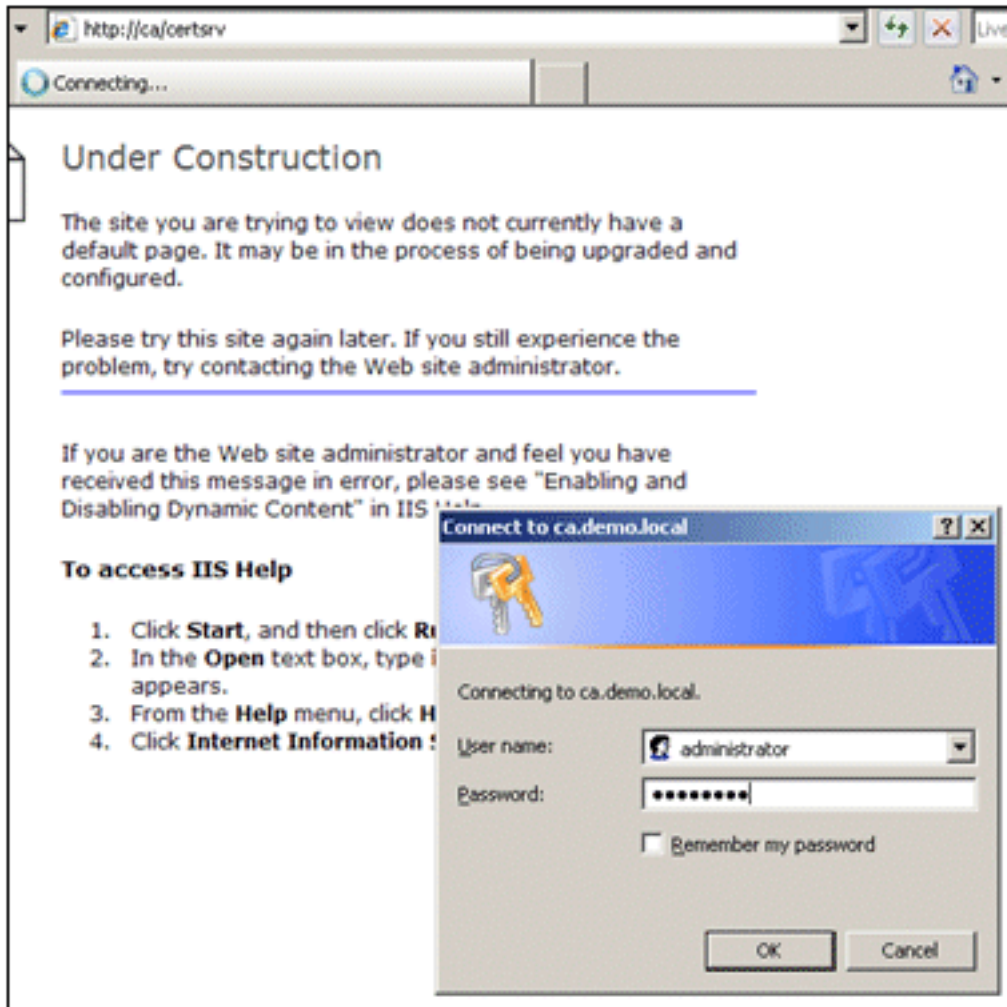 http://ca/certsrv
Live
Connecting...
Under Construction
The site you are trying to view does not currently have a
default page. It may be in the process of being upgraded and
configured.
Please try this site again later. If you still experience the
problem, try contacting the Web site administrator.
If you are the Web site administrator and feel you have
received this message in error, please see "Enabling and
Disabling Dynamic Content" in IIS
To access IIS Help
1. Click Start, and then click
2. In the Open text box, type
appears.
3. From the Help menu, click
4. Click Internet Information
Connect to ca.demo.local
Connecting to ca.demo.local.
User name:
administrator
Password:
••••••••
Remember my password
OK
Cancel